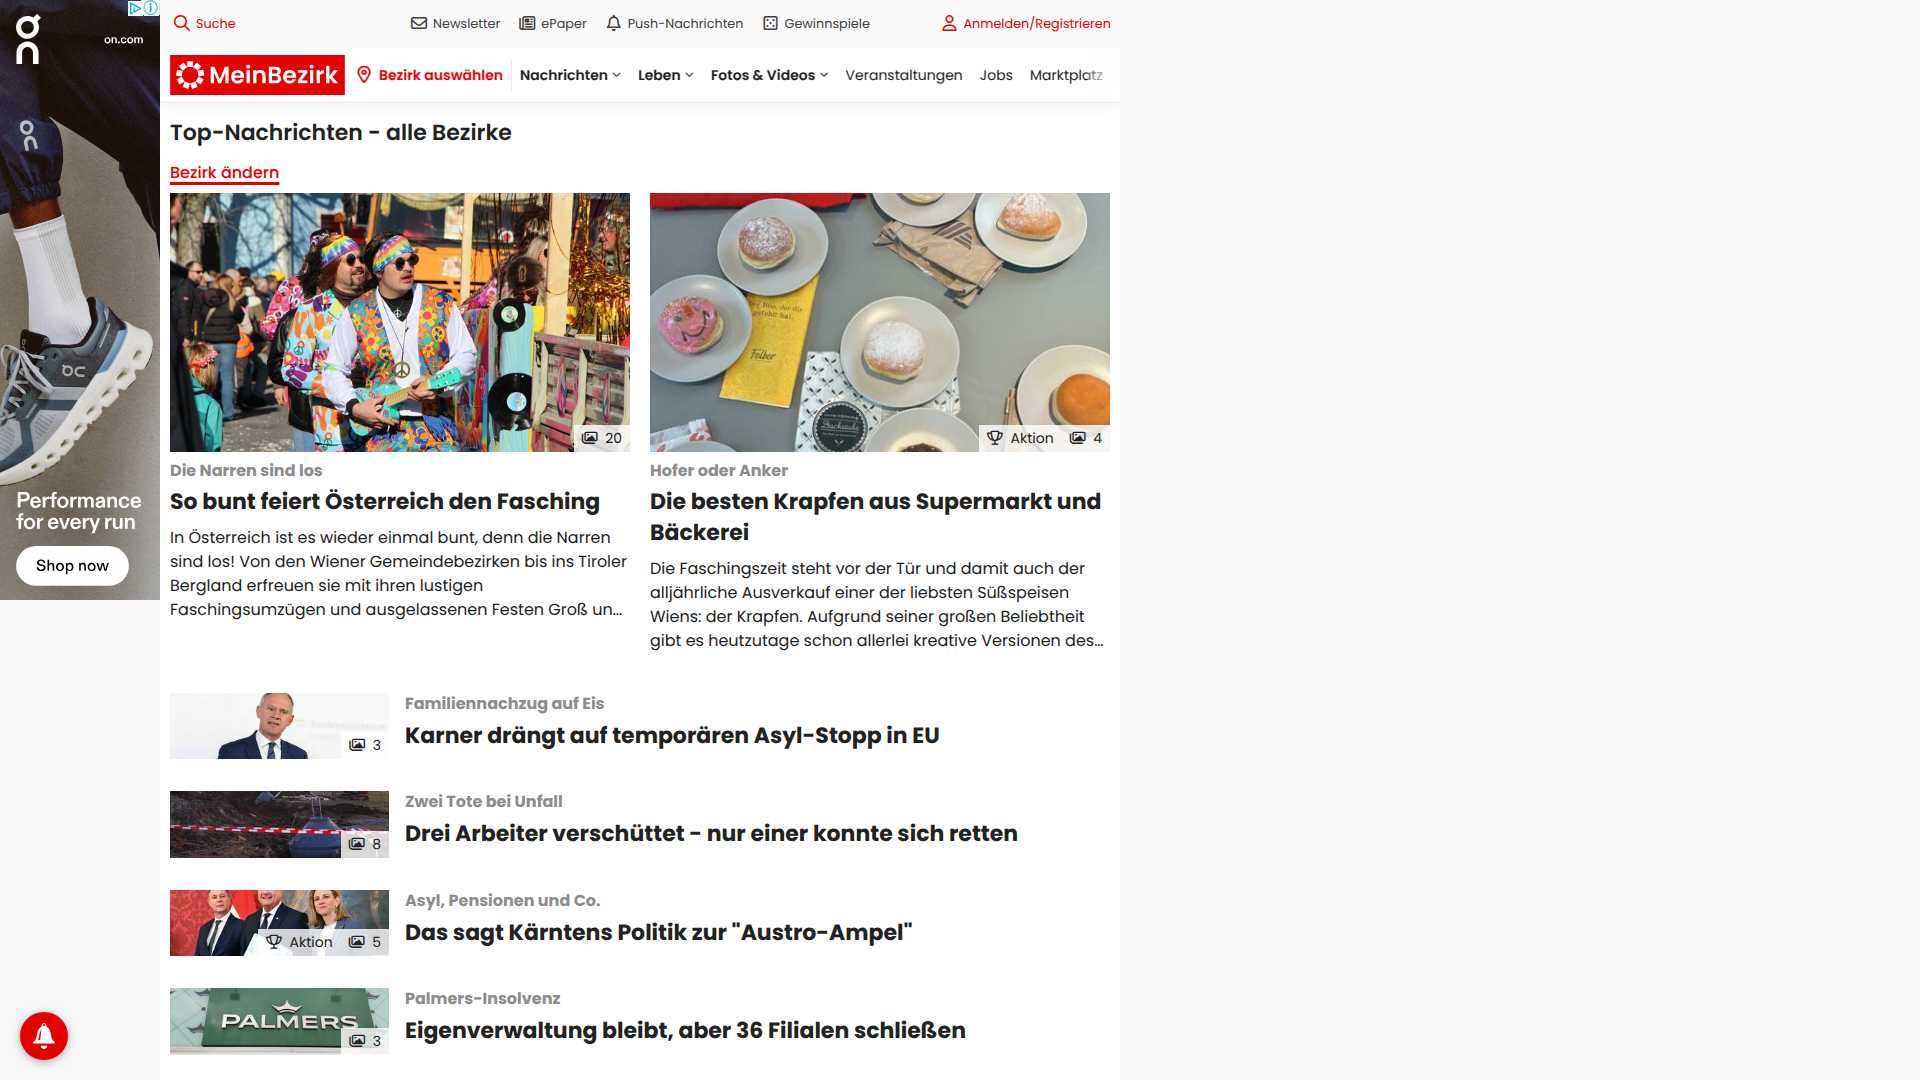 on.com
Performance
for every run
Shop now
Suche
Newsletter
ePaper
Push-Nachrichten
Gewinnspiele
Anmelden/Registrieren
MeinBezirk
Bezirk auswählen
Nachrichten
Leben
Fotos & Videos
Veranstaltungen
Jobs
Marktplatz
Top-Nachrichten - alle Bezirke
Bezirk ändern
20
Die Narren sind los
So bunt feiert Österreich den Fasching
In Österreich ist es wieder einmal bunt, denn die Narren
sind los! Von den Wiener Gemeindebezirken bis ins Tiroler
Bergland erfreuen sie mit ihren lustigen
Faschingsumzügen und ausgelassenen Festen Groß un...
Felber
Aktion 4
Hofer oder Anker
Die besten Krapfen aus Supermarkt und
Bäckerei
Die Faschingszeit steht vor der Tür und damit auch der
alljährliche Ausverkauf einer der liebsten Süßspeisen
Wiens: der Krapfen. Aufgrund seiner großen Beliebtheit
gibt es heutzutage schon allerlei kreative Versionen des...
3
Familiennachzug auf Eis
Karner drängt auf temporären Asyl-Stopp in EU
8
Zwei Tote bei Unfall
Drei Arbeiter verschüttet - nur einer konnte sich retten
Aktion 5
Asyl, Pensionen und Co.
Das sagt Kärntens Politik zur "Austro-Ampel"
PALMERS
3
Palmers-Insolvenz
Eigenverwaltung bleibt, aber 36 Filialen schließen